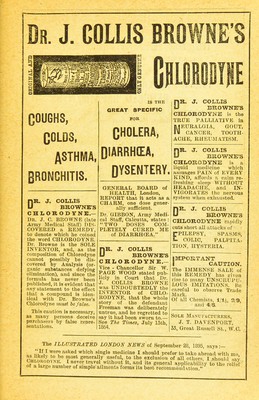 DR. J. COLLIS BROWNE'S
ORIGINAL AND
ONLY GENUINE
CHLORODYNE
COUGHS,
COLDS,
ASTHMA,
BRONCHITIS.
DR. J. COLLIS
BROWNE'S
CHLORODYNE.—
Dr. J. C. BROWNE (late
Army Medical Staff) DIS-
COVERED a REMEDY,
to denote which he coined
the word CHLORODYNE.
Dr. Browne is the SOLE
INVENTOR, and, as the
composition of Chlorodyne
cannot possibly be dis-
covered by Analysis (or-
ganic substances defying
elimination), and since the
formula has never been
published, it is evident that
any statement to the effect
that a compound is iden-
tical with Dr. Browne's
Chlorodyne must be false.
This caution is necessary,
as many persons deceive
purchasers by false repre-
sentations.
IS THE
GREAT SPECIFIC
FOR
CHOLERA,
DIARRHŒA,
DYSENTERY.
GENERAL BOARD of
HEALTH, London,
REPORT that it acts as a
CHARM, one dose gener-
ally sufficient.
Dr. GIBBON, Army Medi-
cal Staff, Calcutta, states:
"TWO DOSES COM-
PLETELY CURED ME
of DIARRHŒA."
DR. J. COLLIS
BROWNE'S
CHLORODYNE.
Vice-Chancellor Sir W.
PAGE WOOD stated pub-
licly in Court that Dr. J.
COLLIS BROWNE
was UNDOUBTEDLY the
INVENTOR of CHLO-
RODYNE, that the whole
story of the defendant
Freeman was deliberately
untrue, and he regretted to
say it had been sworn to.—
See The Times, July 13th,
1864.
DR. J. COLLIS
BROWNE'S
CHLORODYNE is the
TRUE PALLIATIVE in
NEURALGIA, GOUT,
CANCER, TOOTH-
ACHE, RHEUMATISM.
DR. J. COLLIS
BROWNE'S
CHLORODYNE is a
liquid medicine which
assuages PAIN of EVERY
KIND, affords a calm re-
freshing sleep WITHOUT
HEADACHE, and IN-
VIGORATES the nervous
system when exhausted.
DR. J. COLLIS
BROWNE'S
CHLORODYNE rapidly
cuts short all attacks of
EPILEPSY, SPASMS,
COLIC, PALPITA-
TION, HYSTERIA.
IMPORTANT
CAUTION.
THE IMMENSE SALE of
this REMEDY has given
rise to many UNSCRUPU-
LOUS IMITATIONS. Be
careful to observe Trade
Mark.
Of all Chemists,
SOLE MANUFACTURER,
J. T. DAVENPORT,
33, Great Russell St., W.C.
The ILLUSTRATED LONDON NEWS of September 28, 1895, says:—
"If I were asked which single medicine I should prefer to take abroad with me,
as likely to be most generally useful, to the exclusion of all others, I should say
CHLORODYNE. I never travel without it, and its general applicability to the relief
of a large number of simple ailments forms its best recommendation."